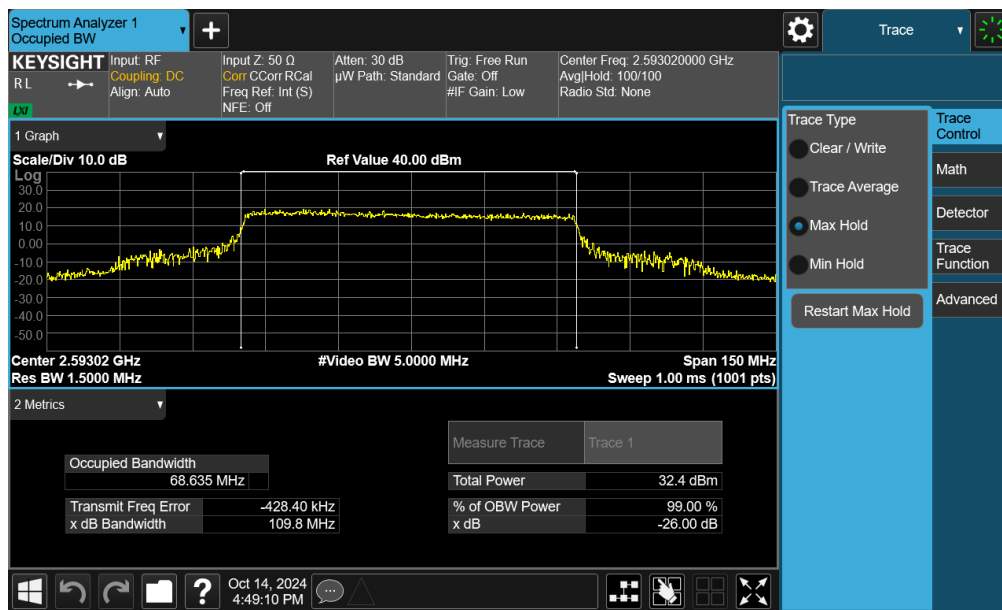 Spectrum Analyzer 1
Occupied BW
Trace
KEYSIGHT
RL
LXI
Input: RF
Coupling: DC
Align: Auto
Input Z: 50 Ω
Corr CCorr RCal
Freq Ref: Int (S)
NFE: Off
Atten: 30 dB
µW Path: Standard
Trig: Free Run
Gate: Off
#IF Gain: Low
Center Freq: 2.593020000 GHz
Avg|Hold: 100/100
Radio Std: None
1 Graph
Scale/Div 10.0 dB
Ref Value 40.00 dBm
Log
30.0
20.0
10.0
0.00
-10.0
-20.0
-30.0
-40.0
-50.0
Center 2.59302 GHz
#Video BW 5.0000 MHz
Span 150 MHz
Res BW 1.5000 MHz
Sweep 1.00 ms (1001 pts)
2 Metrics
Measure Trace
Trace 1
Occupied Bandwidth
68.635 MHz
Total Power
32.4 dBm
Transmit Freq Error
-428.40 kHz
% of OBW Power
99.00 %
x dB Bandwidth
109.8 MHz
x dB
-26.00 dB
Trace Type
Clear / Write
Trace Average
Max Hold
Min Hold
Restart Max Hold
Trace
Control
Math
Detector
Trace
Function
Advanced
?
Oct 14, 2024
4:49:10 PM